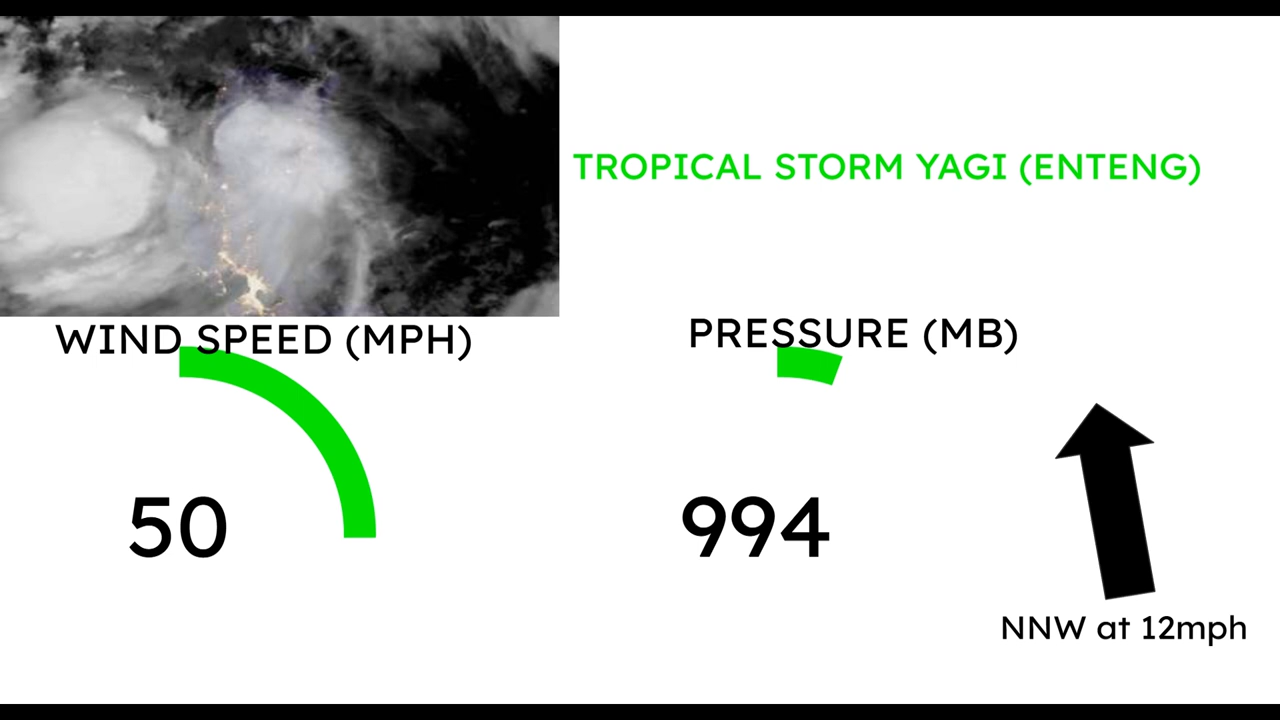 TROPICAL STORM YAGI (ENTENG)
WIND SPEED (MPH)
PRESSURE (MB)
50
994
NNW at 12mph